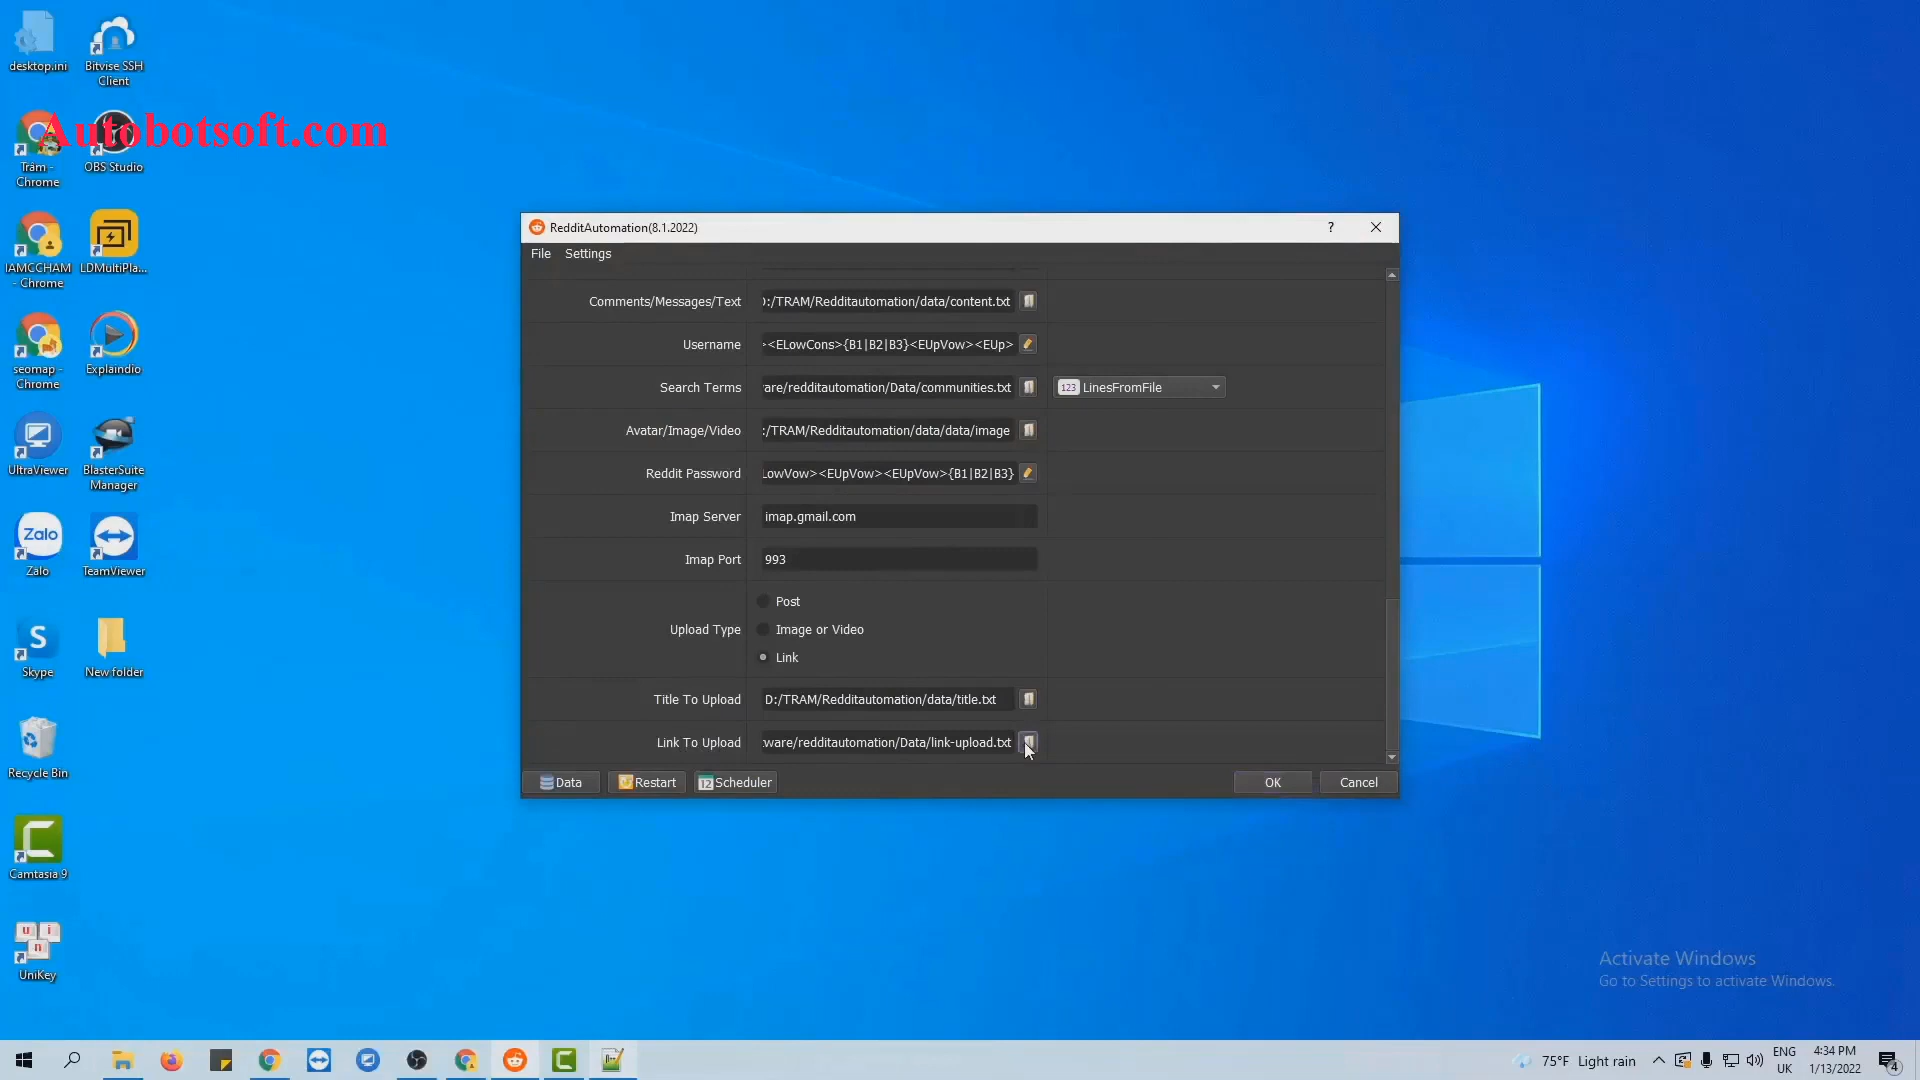 desktop.ini
Bitvise SSH
Client
Autobotsoft.com
Trâm -
Chrome
OBS Studio
IAMCCHAM
- Chrome
LDMultiPla...
seomap -
Chrome
Explaindio
UltraViewer
BlasterSuite
Manager
Zalo
Zalo
TeamViewer
S
Skype
New folder
Recycle Bin
C
Camtasia 9
u i
n
UniKey
RedditAutomation(8.1.2022)
?
File Settings
Comments/Messages/Text
):/TRAM/Redditautomation/data/content.txt
Username
><ELowCons>{B1|B2|B3}<EUpVow><EUp>
Search Terms
are/redditautomation/Data/communities.txt
123 LinesFromFile
Avatar/Image/Video
:/TRAM/Redditautomation/data/data/image
Reddit Password
LowVow><EUpVow><EUpVow>{B1|B2|B3}
Imap Server
imap.gmail.com
Imap Port
993
Upload Type
Post
Image or Video
Link
Title To Upload
D:/TRAM/Redditautomation/data/title.txt
Link To Upload
tware/redditautomation/Data/link-upload.txt
Data
Restart
12 Scheduler
OK
Cancel
Activate Windows
Go to Settings to activate Windows.
75°F Light rain
ENG
UK
4:34 PM
1/13/2022
4